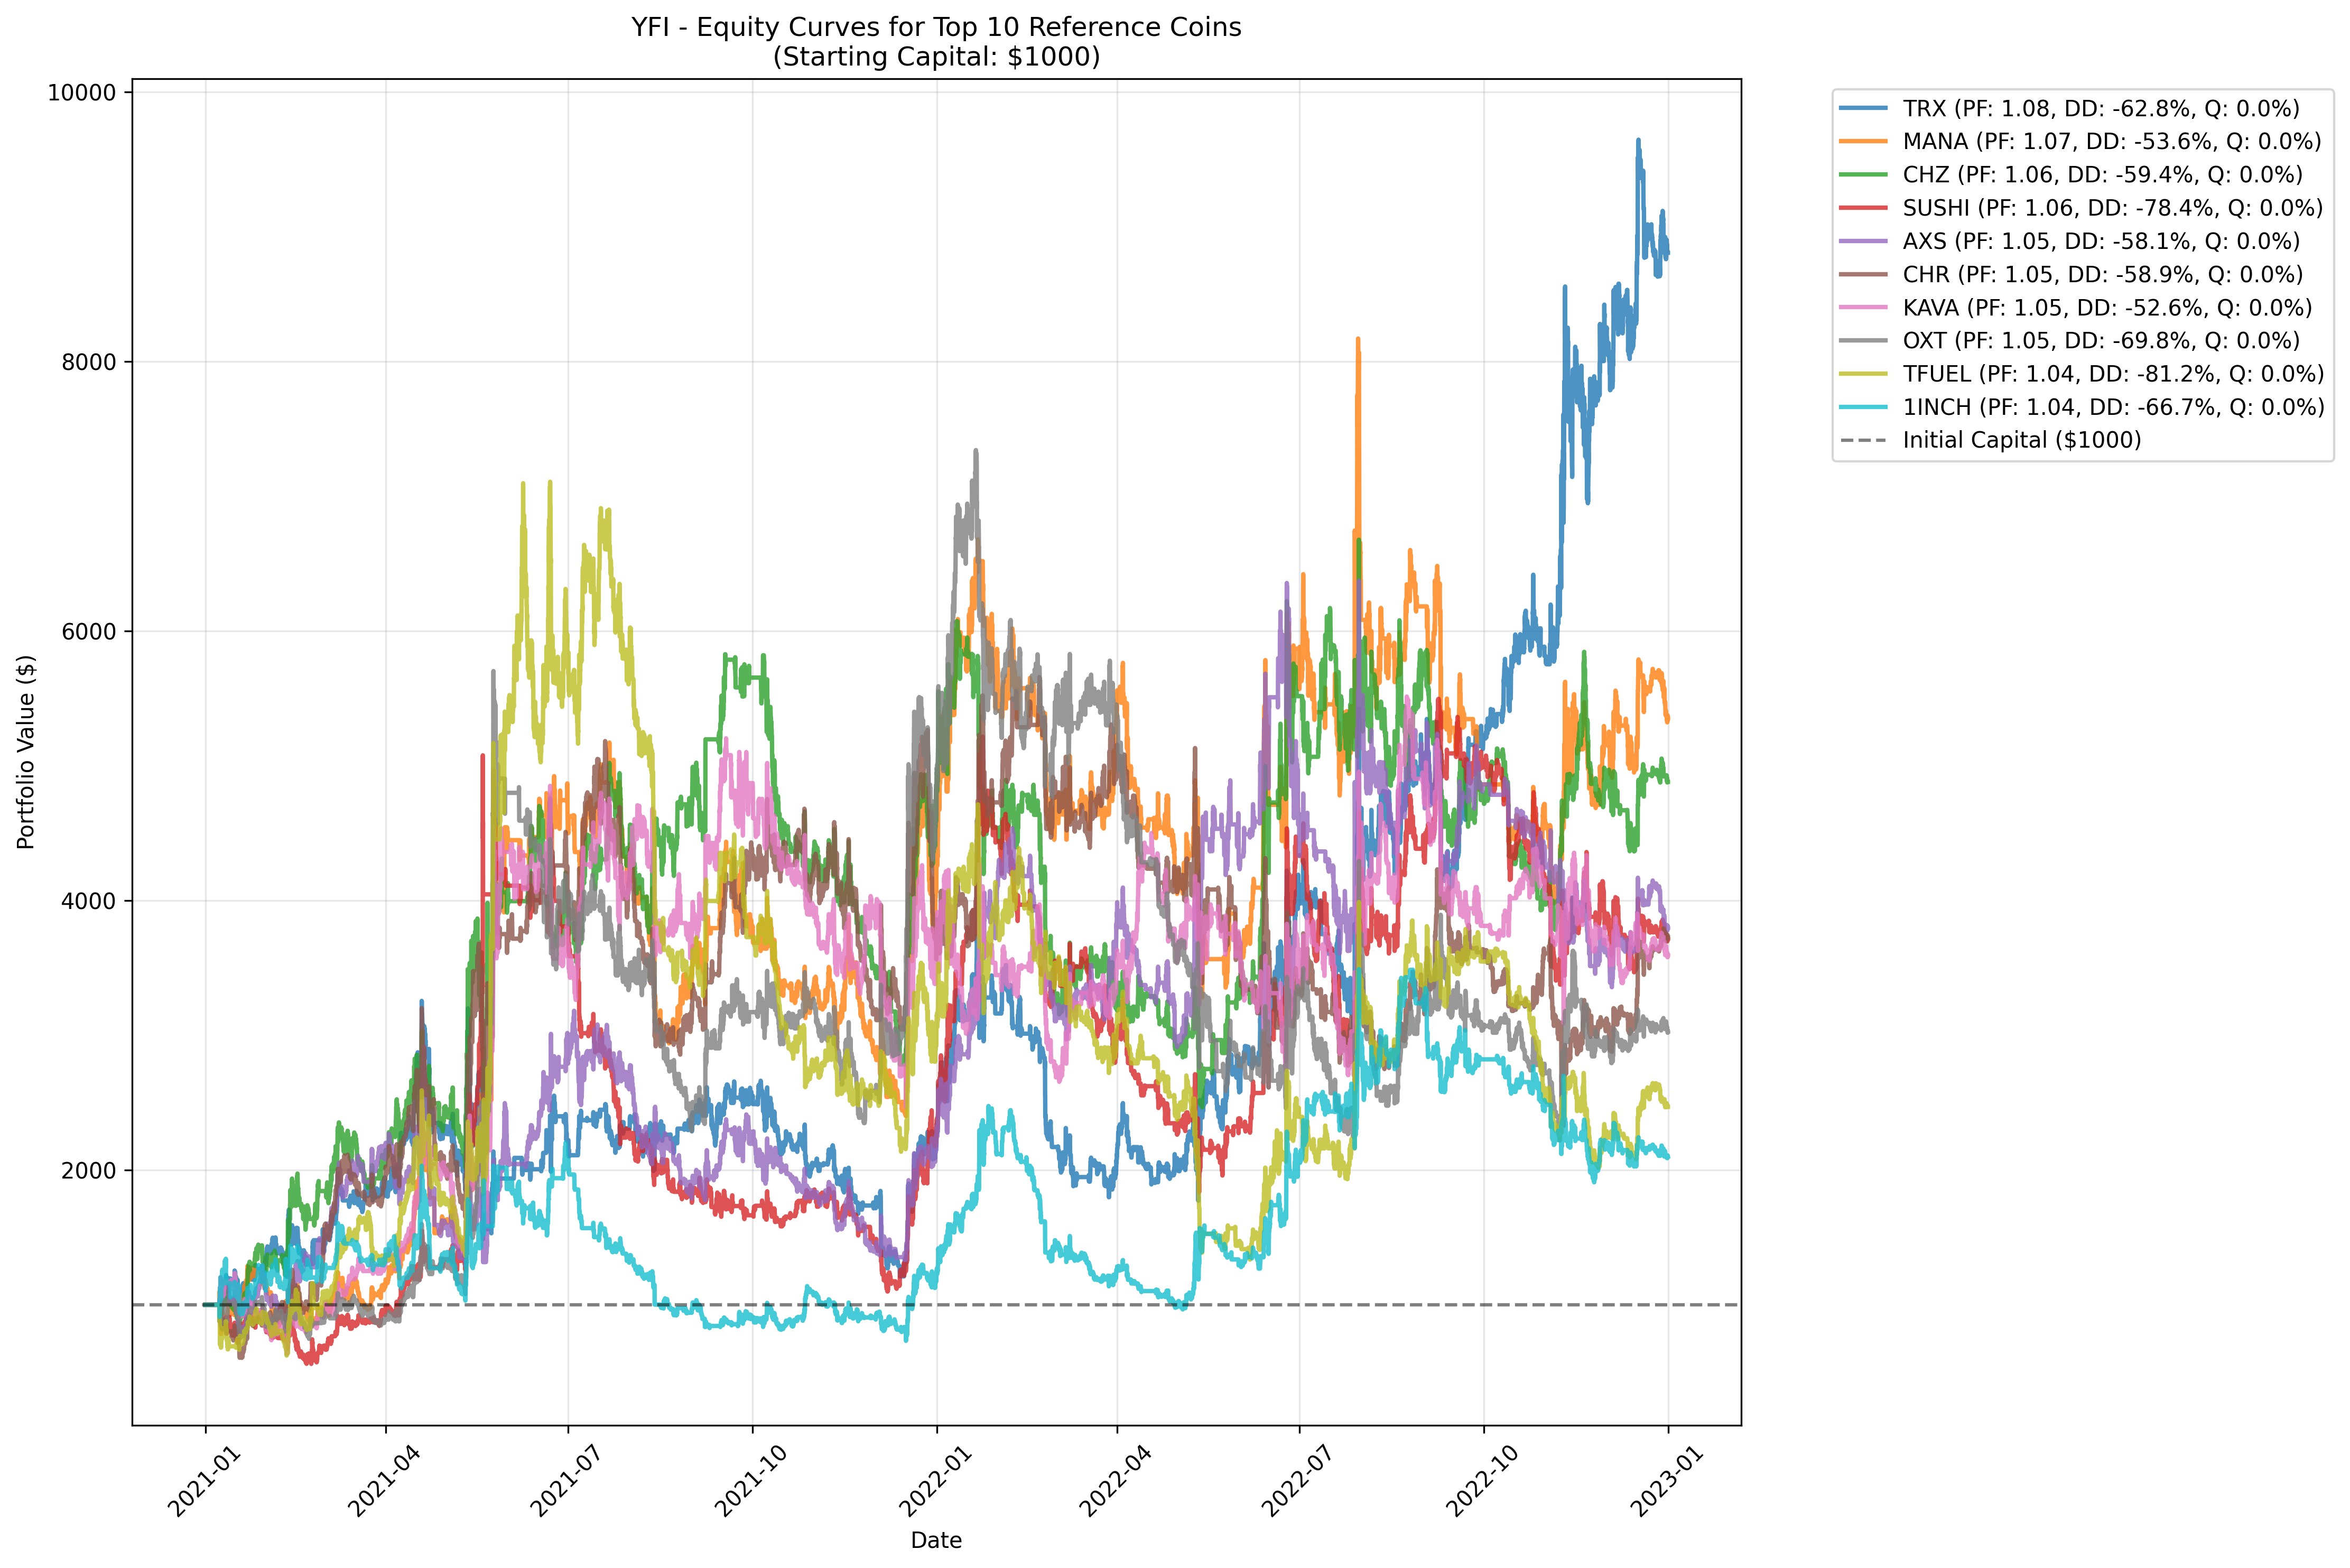 YFI - Equity Curves for Top 10 Reference Coins
(Starting Capital: $1000)
10000
8000
6000
4000
2000
Portfolio Value ($)
2021-01
2021-04
2021-07
2021-10
2022-01
2022-04
2022-07
2022-10
2023-01
Date
TRX (PF: 1.08, DD: -62.8%, Q: 0.0%)
MANA (PF: 1.07, DD: -53.6%, Q: 0.0%)
CHZ (PF: 1.06, DD: -59.4%, Q: 0.0%)
SUSHI (PF: 1.06, DD: -78.4%, Q: 0.0%)
AXS (PF: 1.05, DD: -58.1%, Q: 0.0%)
CHR (PF: 1.05, DD: -58.9%, Q: 0.0%)
KAVA (PF: 1.05, DD: -52.6%, Q: 0.0%)
OXT (PF: 1.05, DD: -69.8%, Q: 0.0%)
TFUEL (PF: 1.04, DD: -81.2%, Q: 0.0%)
1INCH (PF: 1.04, DD: -66.7%, Q: 0.0%)
Initial Capital ($1000)